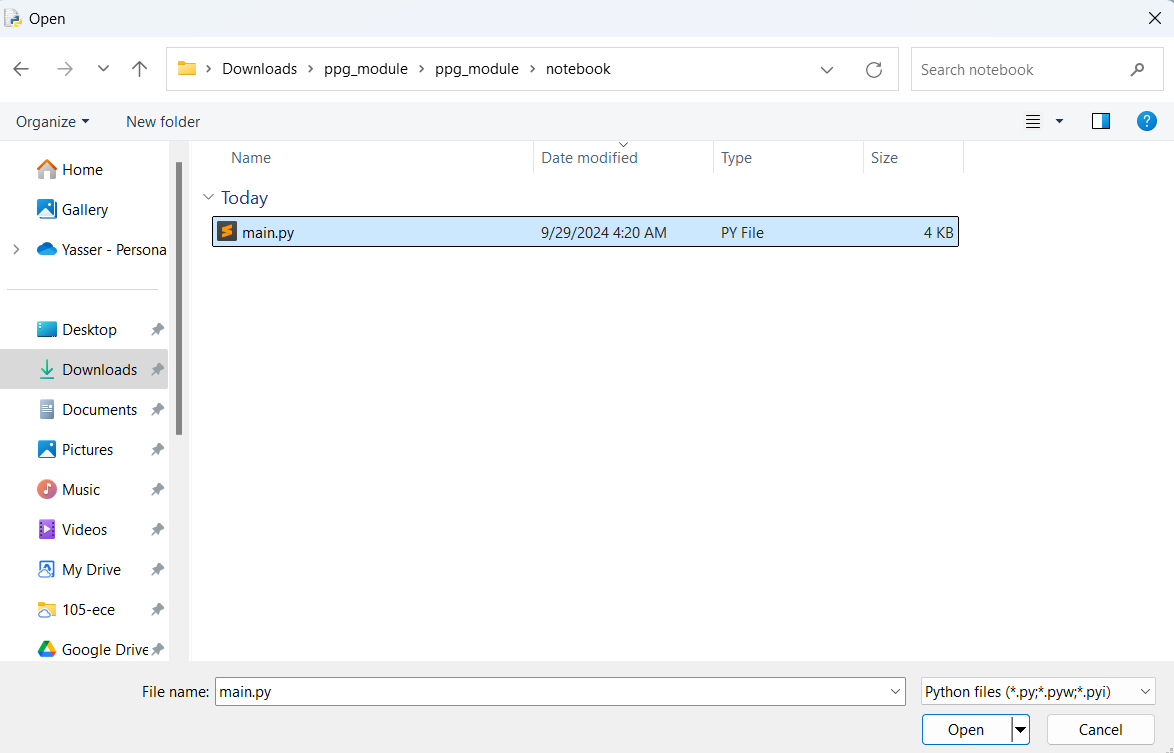 Open
Downloads > ppg_module > ppg_module > notebook
Search notebook
Organize New folder
?
Name Date modified Type Size
Today
main.py 9/29/2024 4:20 AM PY File 4 KB
Home
Gallery
Yasser - Persona
Desktop
Downloads
Documents
Pictures
Music
Videos
My Drive
105-ece
Google Drive
File name: main.py Python files (*.py;*.pyw;*.pyi)
Open Cancel